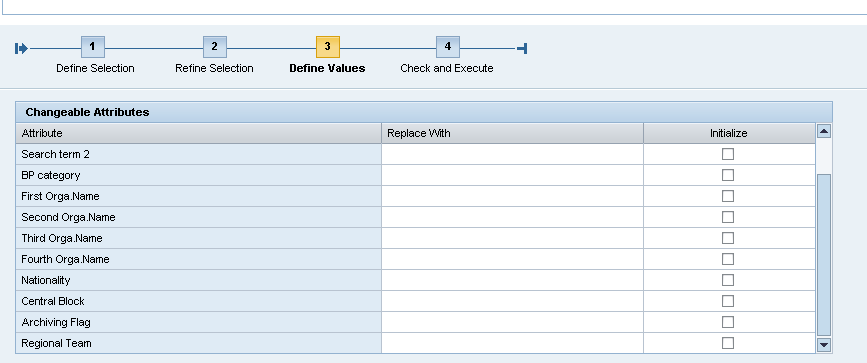 1 2 3 4
Define Selection Refine Selection Define Values Check and Execute
Changeable Attributes
Attribute Replace With Initialize
Search term 2
BP category
First Orga.Name
Second Orga.Name
Third Orga.Name
Fourth Orga.Name
Nationality
Central Block
Archiving Flag
Regional Team